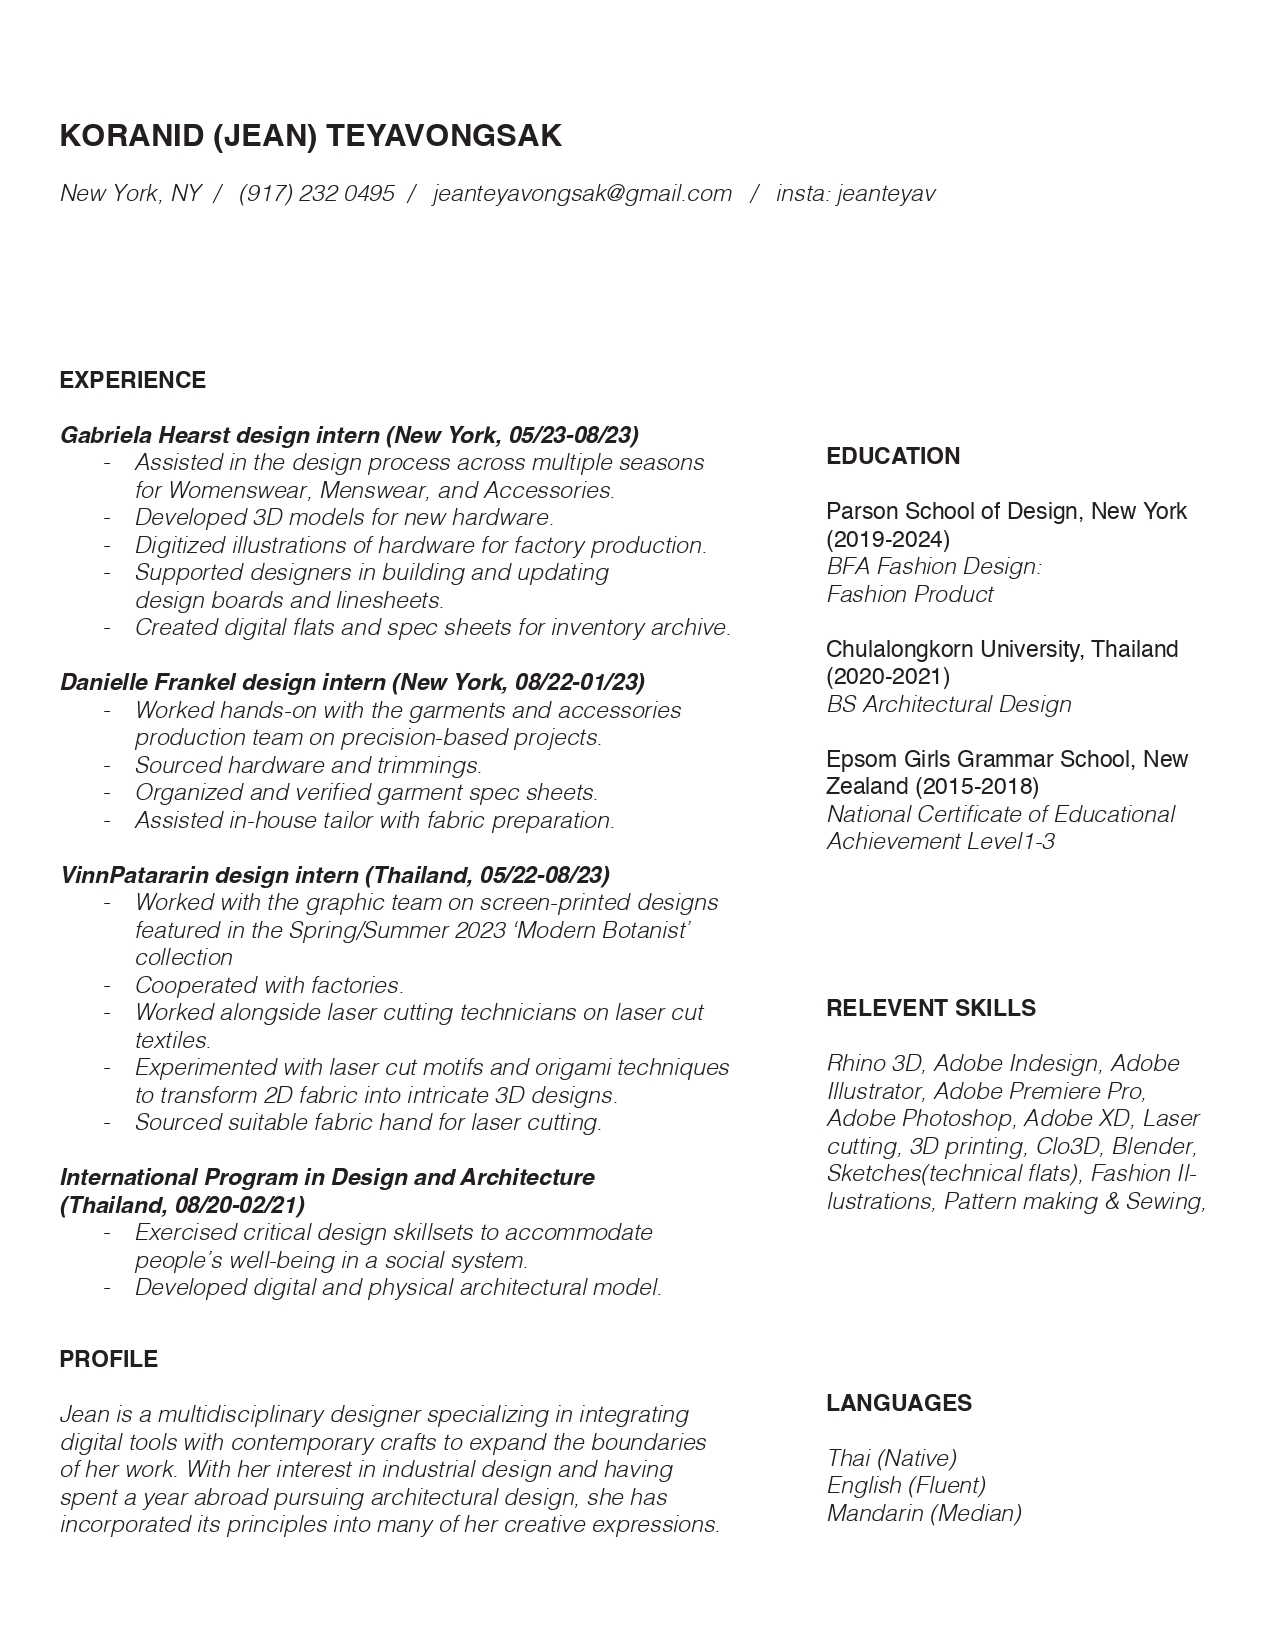 KORANID (JEAN) TEYAVONGSAK
New York, NY / (917) 232 0495 / jeanteyavongsak@gmail.com / insta: jeanteyav
EXPERIENCE
Gabriela Hearst design intern (New York, 05/23-08/23)
- Assisted in the design process across multiple seasons
for Womenswear, Menswear, and Accessories.
- Developed 3D models for new hardware.
- Digitized illustrations of hardware for factory production.
- Supported designers in building and updating
design boards and linesheets.
- Created digital flats and spec sheets for inventory archive.
Danielle Frankel design intern (New York, 08/22-01/23)
- Worked hands-on with the garments and accessories
production team on precision-based projects.
- Sourced hardware and trimmings.
- Organized and verified garment spec sheets.
- Assisted in-house tailor with fabric preparation.
VinnPatararin design intern (Thailand, 05/22-08/23)
- Worked with the graphic team on screen-printed designs
featured in the Spring/Summer 2023 ‘Modern Botanist’
collection
- Cooperated with factories.
- Worked alongside laser cutting technicians on laser cut
textiles.
- Experimented with laser cut motifs and origami techniques
to transform 2D fabric into intricate 3D designs.
- Sourced suitable fabric hand for laser cutting.
International Program in Design and Architecture
(Thailand, 08/20-02/21)
- Exercised critical design skillsets to accommodate
people’s well-being in a social system.
- Developed digital and physical architectural model.
PROFILE
Jean is a multidisciplinary designer specializing in integrating
digital tools with contemporary crafts to expand the boundaries
of her work. With her interest in industrial design and having
spent a year abroad pursuing architectural design, she has
incorporated its principles into many of her creative expressions.
EDUCATION
Parson School of Design, New York
(2019-2024)
BFA Fashion Design:
Fashion Product
Chulalongkorn University, Thailand
(2020-2021)
BS Architectural Design
Epsom Girls Grammar School, New
Zealand (2015-2018)
National Certificate of Educational
Achievement Level1-3
RELEVENT SKILLS
Rhino 3D, Adobe Indesign, Adobe
Illustrator, Adobe Premiere Pro,
Adobe Photoshop, Adobe XD, Laser
cutting, 3D printing, Clo3D, Blender,
Sketches(technical flats), Fashion Il-
lustrations, Pattern making & Sewing,
LANGUAGES
Thai (Native)
English (Fluent)
Mandarin (Median)